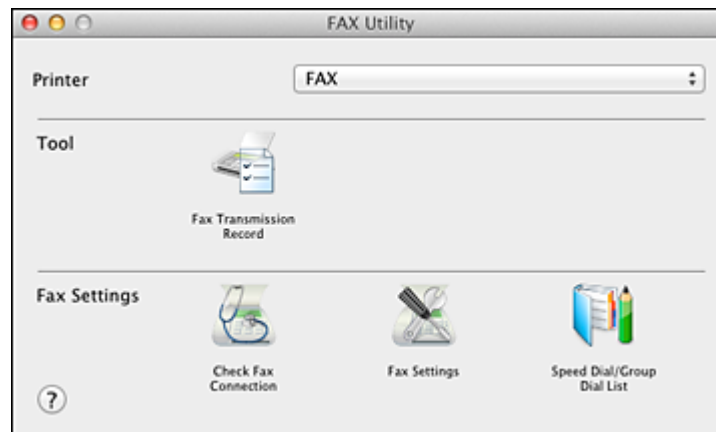 FAX Utility
Printer
FAX
Tool
Fax Transmission
Record
Fax Settings
Check Fax
Connection
Fax Settings
Speed Dial/Group
Dial List
?